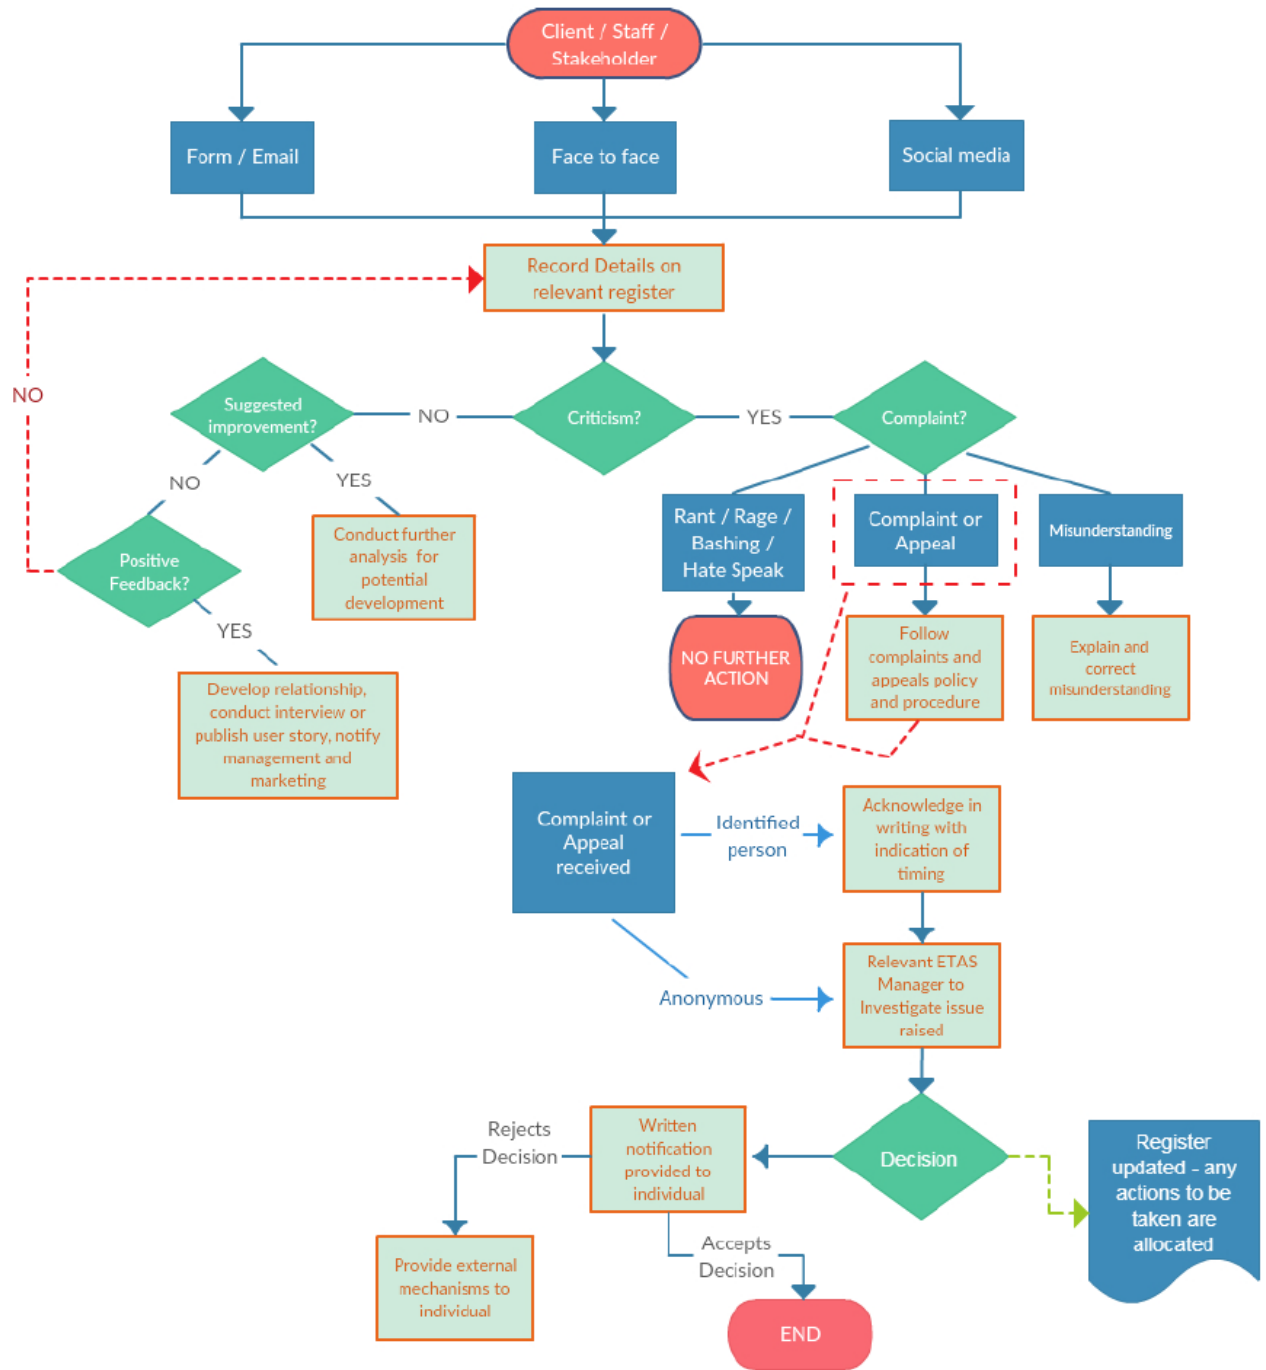 Client / Staff /
Stakeholder
Form / Email
Face to face
Social media
Record Details on
relevant register
NO
Suggested
improvement?
NO
Criticism?
YES
Complaint?
NO
YES
Rant / Rage /
Bashing /
Hate Speak
Complaint or
Appeal
Misunderstanding
Conduct further
analysis for
potential
development
Positive
Feedback?
YES
NO FURTHER
ACTION
Follow
complaints and
appeals policy
and procedure
Explain and
correct
misunderstanding
Develop relationship,
conduct interview or
publish user story, notify
management and
marketing
Complaint or
Appeal
received
Identified
person
Acknowledge in
writing with
indication of
timing
Anonymous
Relevant ETAS
Manager to
Investigate issue
raised
Rejects
Decision
Written
notification
provided to
individual
Decision
Register
updated - any
actions to be
taken are
allocated
Accepts
Decision
Provide external
mechanisms to
individual
END